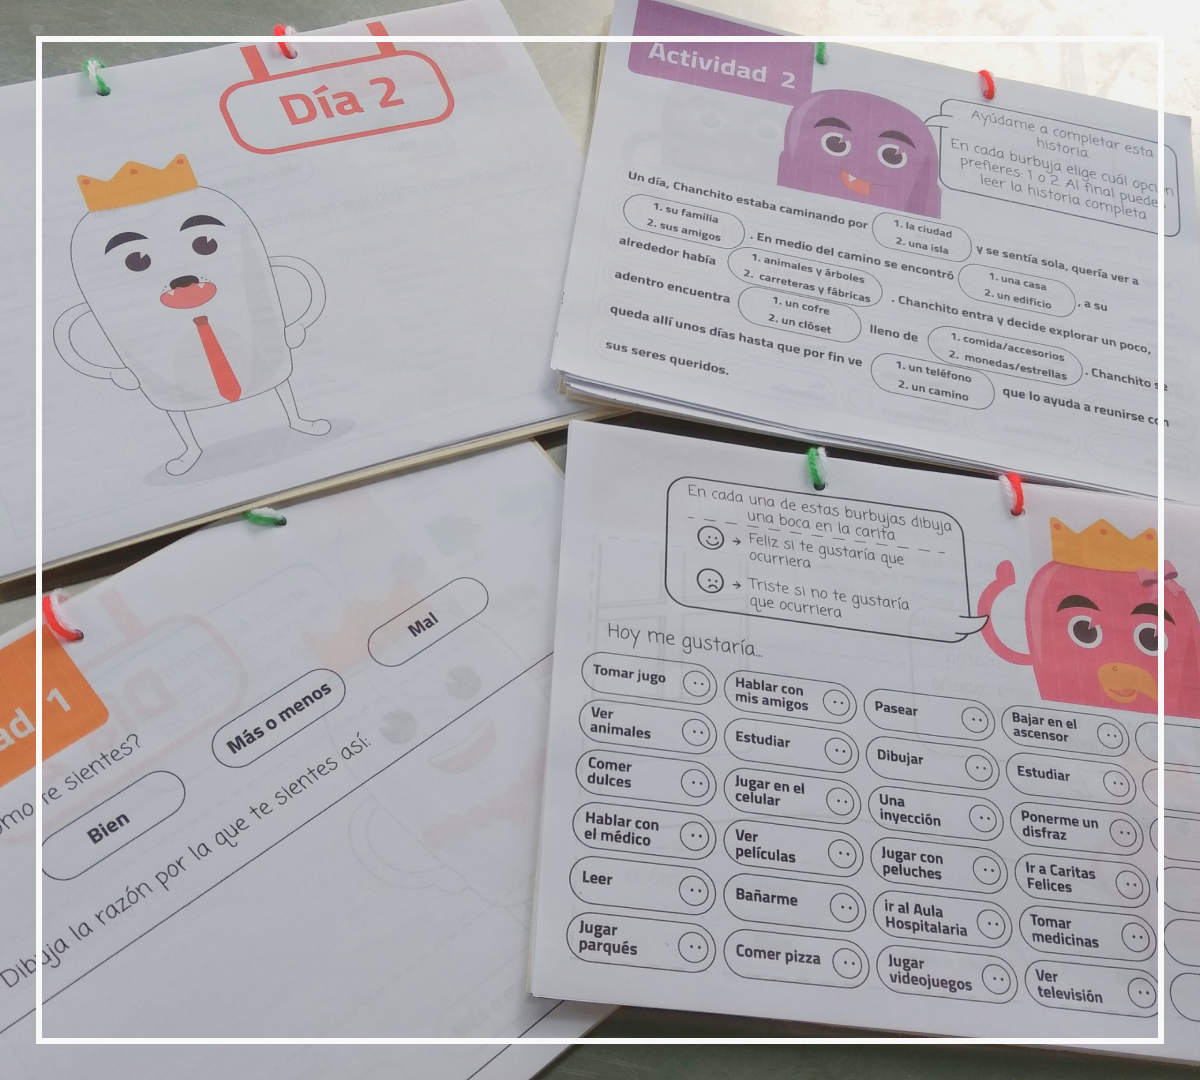 Día 2
Actividad 2
Ayúdame a completar esta
historia.
En cada burbuja elige cuál opción
prefieres: 1 o 2. Al final puedes
leer la historia completa
Un día, Chanchito estaba caminando por
1. la ciudad
2. una isla
y se sentía sola, quería ver a
1. su familia
2. sus amigos
. En medio del camino se encontró
1. una casa
2. un edificio
, a su
alrededor había
1. animales y árboles
2. carreteras y fábricas
. Chanchito entra y decide explorar un poco,
adentro encuentra
1. un cofre
2. un clóset
lleno de
1. comida/accesorios
2. monedas/estrellas
. Chanchito se
queda allí unos días hasta que por fin ve
1. un teléfono
2. un camino
que lo ayuda a reunirse con
sus seres queridos.
ad 1
ómo te sientes?
Bien
Más o menos
Mal
Dibuja la razón por la que te sientes así:
En cada una de estas burbujas dibuja
una boca en la carita
→ Feliz si te gustaría que
ocurriera
→ Triste si no te gustaría
que ocurriera
Hoy me gustaría...
Tomar jugo
Hablar con
mis amigos
Pasear
Bajar en el
ascensor
Ver
animales
Estudiar
Dibujar
Estudiar
Comer
dulces
Jugar en el
celular
Una
inyección
Ponerme un
disfraz
Hablar con
el médico
Ver
películas
Jugar con
peluches
Ir a Caritas
Felices
Leer
Bañarme
ir al Aula
Hospitalaria
Tomar
medicinas
Jugar
parqués
Comer pizza
Jugar
videojuegos
Ver
televisión